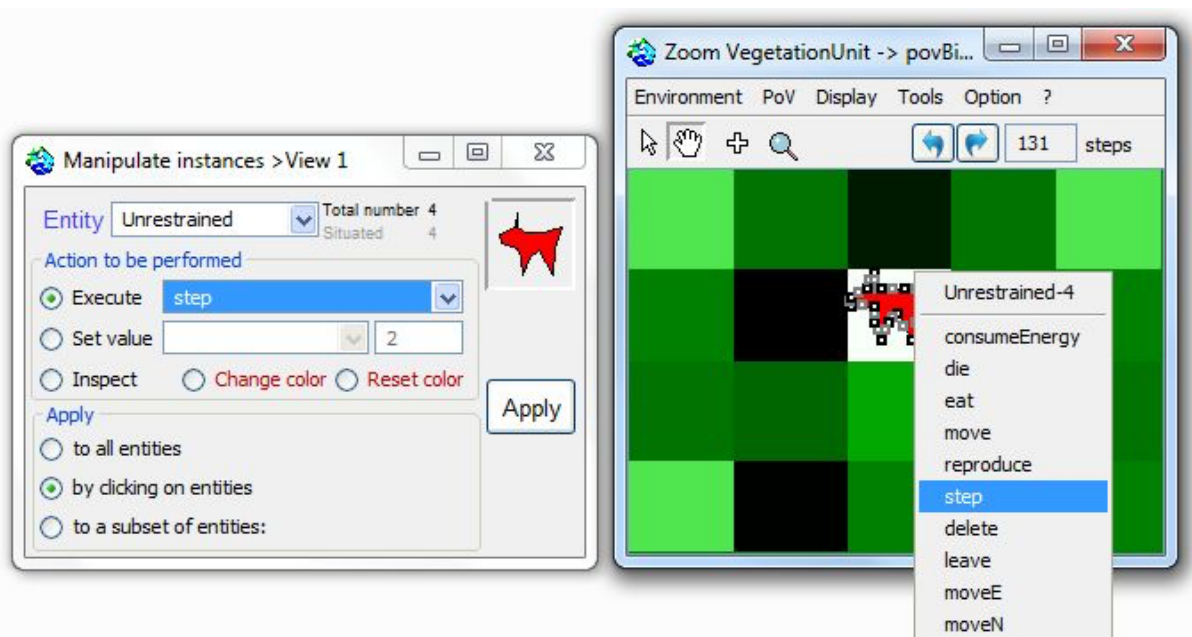 Manipulate instances >View 1
Entity Unrestrained Total number 4
Situated 4
Action to be performed
Execute step
Set value 2
Inspect Change color Reset color
Apply
Apply
to all entities
by clicking on entities
to a subset of entities:
Zoom VegetationUnit -> povBi...
Environment PoV Display Tools Option ?
131 steps
Unrestrained-4
consumeEnergy
die
eat
move
reproduce
step
delete
leave
moveE
moveN